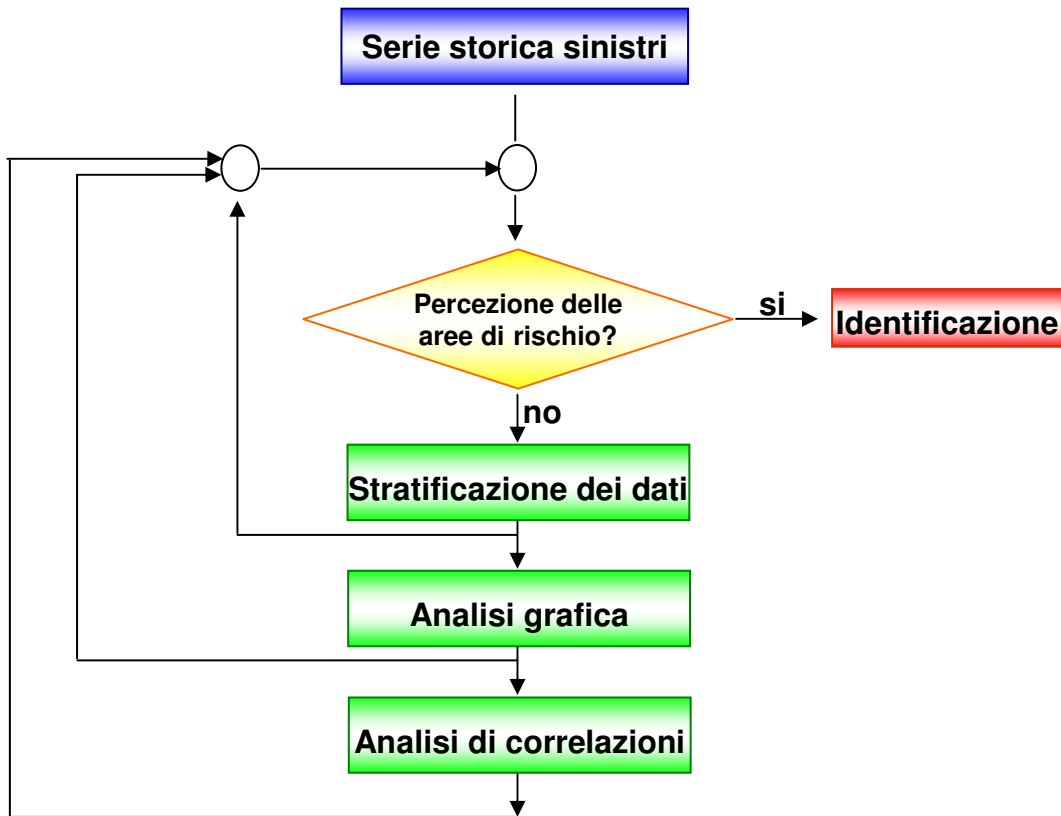 Serie storica sinistri
Percezione delle
aree di rischio?
si
Identificazione
no
Stratificazione dei dati
Analisi grafica
Analisi di correlazioni